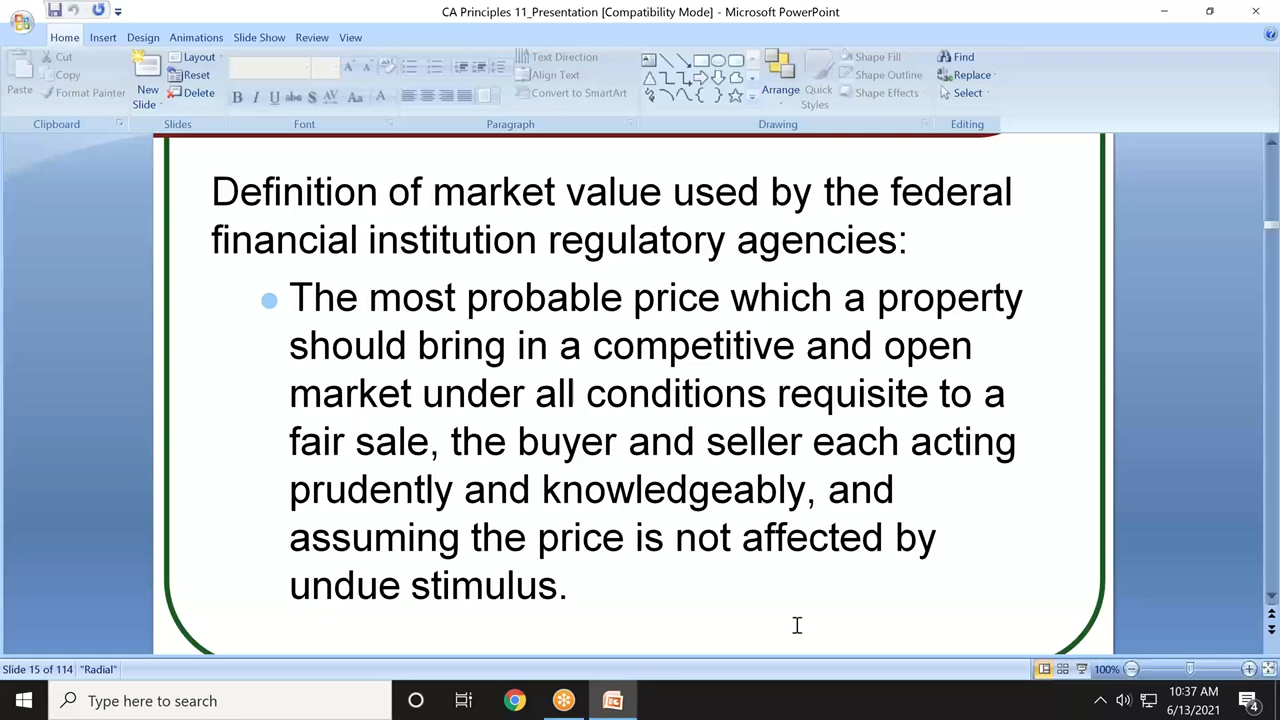 CA Principles 11_Presentation [Compatibility Mode] - Microsoft PowerPoint
Home Insert Design Animations Slide Show Review View
Paste
Cut
Copy
Format Painter
Clipboard
New
Slide
Layout
Reset
Delete
Slides
B I U abc S AV Aa A
Font
Text Direction
Align Text
Convert to SmartArt
Paragraph
Arrange
Quick
Styles
Shape Fill
Shape Outline
Shape Effects
Drawing
Find
Replace
Select
Editing
Definition of market value used by the federal
financial institution regulatory agencies:
The most probable price which a property
should bring in a competitive and open
market under all conditions requisite to a
fair sale, the buyer and seller each acting
prudently and knowledgeably, and
assuming the price is not affected by
undue stimulus.
Slide 15 of 114 "Radial" 100%
Type here to search
10:37 AM
6/13/2021
4